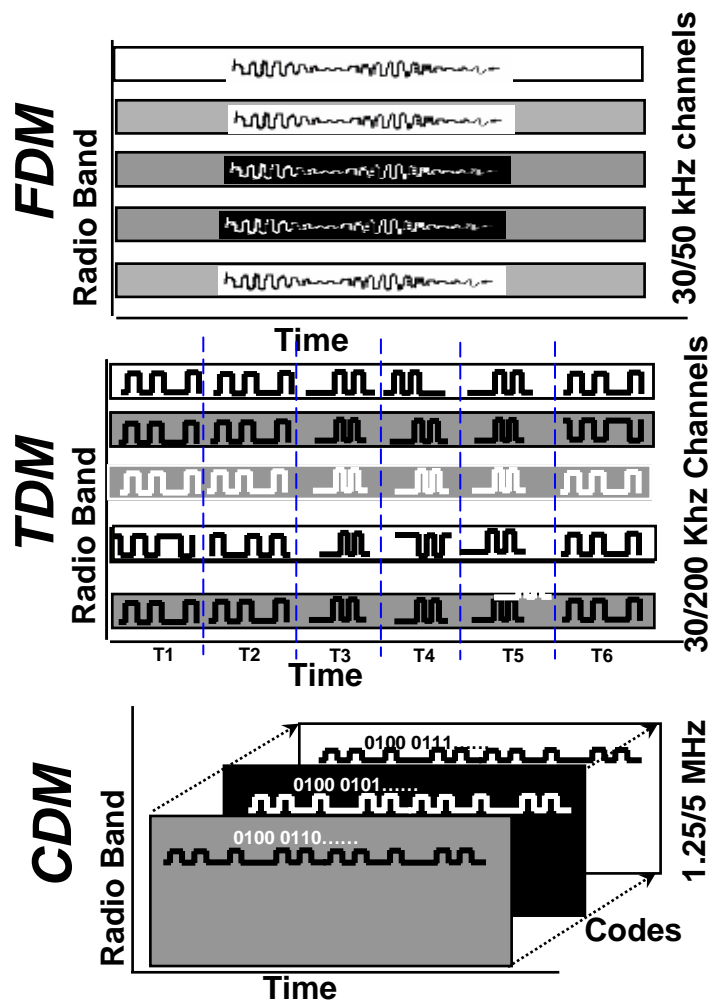 FDM
Radio Band
30/50 kHz channels
Time
TDM
Radio Band
30/200 Khz Channels
T1 T2 T3 T4 T5 T6
Time
CDM
Radio Band
0100 0111......
0100 0101......
0100 0110......
1.25/5 MHz
Codes
Time